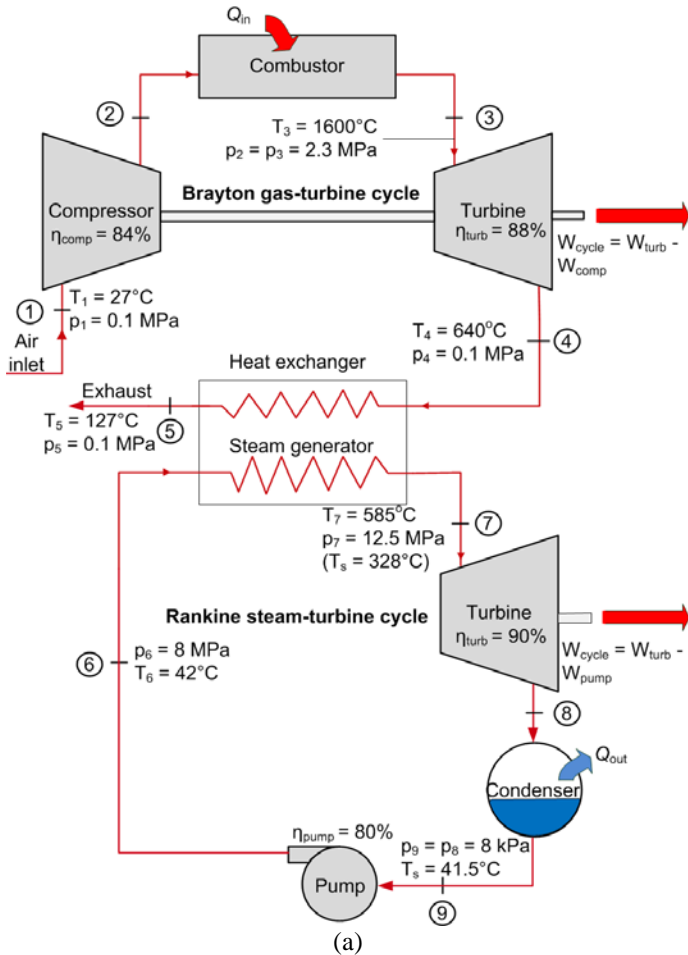 Qin
Combustor
2
3
T3 = 1600°C
p2 = p3 = 2.3 MPa
Brayton gas-turbine cycle
Compressor
ηcomp = 84%
Turbine
ηturb = 88%
Wcycle = Wturb -
Wcomp
1
T1 = 27°C
p1 = 0.1 MPa
Air
inlet
T4 = 640°C
p4 = 0.1 MPa
4
Heat exchanger
Exhaust
T5 = 127°C
p5 = 0.1 MPa
5
Steam generator
T7 = 585°C
p7 = 12.5 MPa
(Ts = 328°C)
7
Rankine steam-turbine cycle
Turbine
ηturb = 90%
Wcycle = Wturb -
Wpump
6
p6 = 8 MPa
T6 = 42°C
8
Qout
Condenser
ηpump = 80%
p9 = p8 = 8 kPa
Ts = 41.5°C
Pump
9
(a)